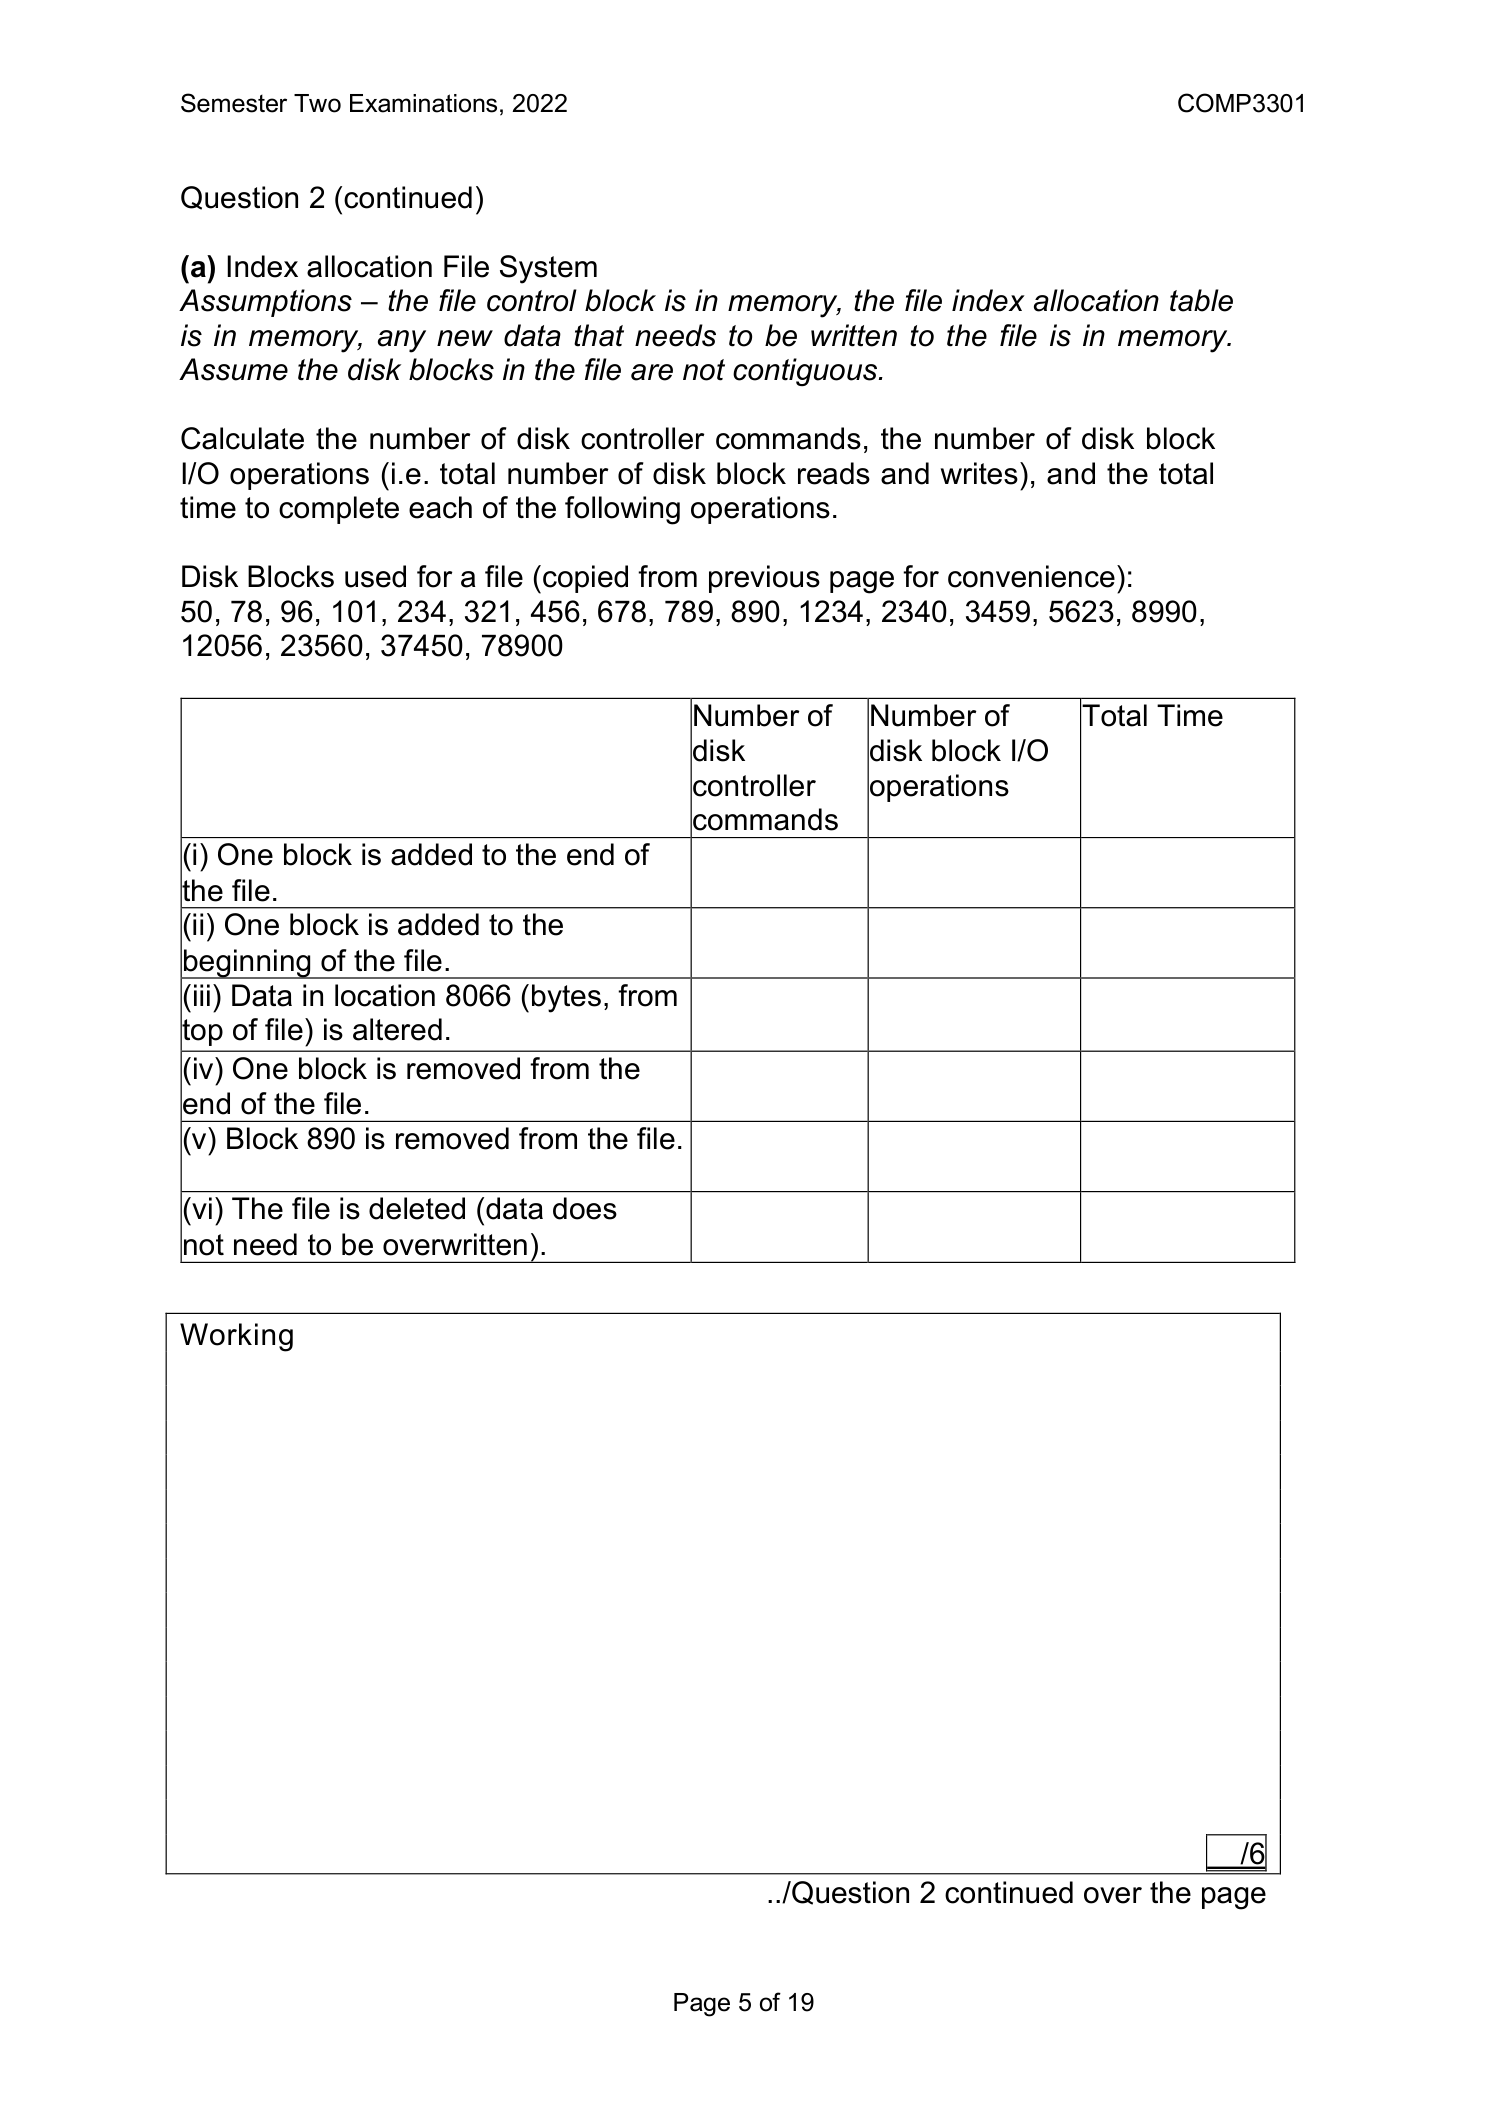 Semester Two Examinations, 2022 COMP3301
Question 2 (continued)
(a) Index allocation File System
Assumptions – the file control block is in memory, the file index allocation table
is in memory, any new data that needs to be written to the file is in memory.
Assume the disk blocks in the file are not contiguous.
Calculate the number of disk controller commands, the number of disk block
I/O operations (i.e. total number of disk block reads and writes), and the total
time to complete each of the following operations.
Disk Blocks used for a file (copied from previous page for convenience):
50, 78, 96, 101, 234, 321, 456, 678, 789, 890, 1234, 2340, 3459, 5623, 8990,
12056, 23560, 37450, 78900
Number of
disk
controller
commands
Number of
disk block I/O
operations
Total Time
(i) One block is added to the end of
the file.
(ii) One block is added to the
beginning of the file.
(iii) Data in location 8066 (bytes, from
top of file) is altered.
(iv) One block is removed from the
end of the file.
(v) Block 890 is removed from the file.
(vi) The file is deleted (data does
not need to be overwritten).
Working
/6
../Question 2 continued over the page
Page 5 of 19